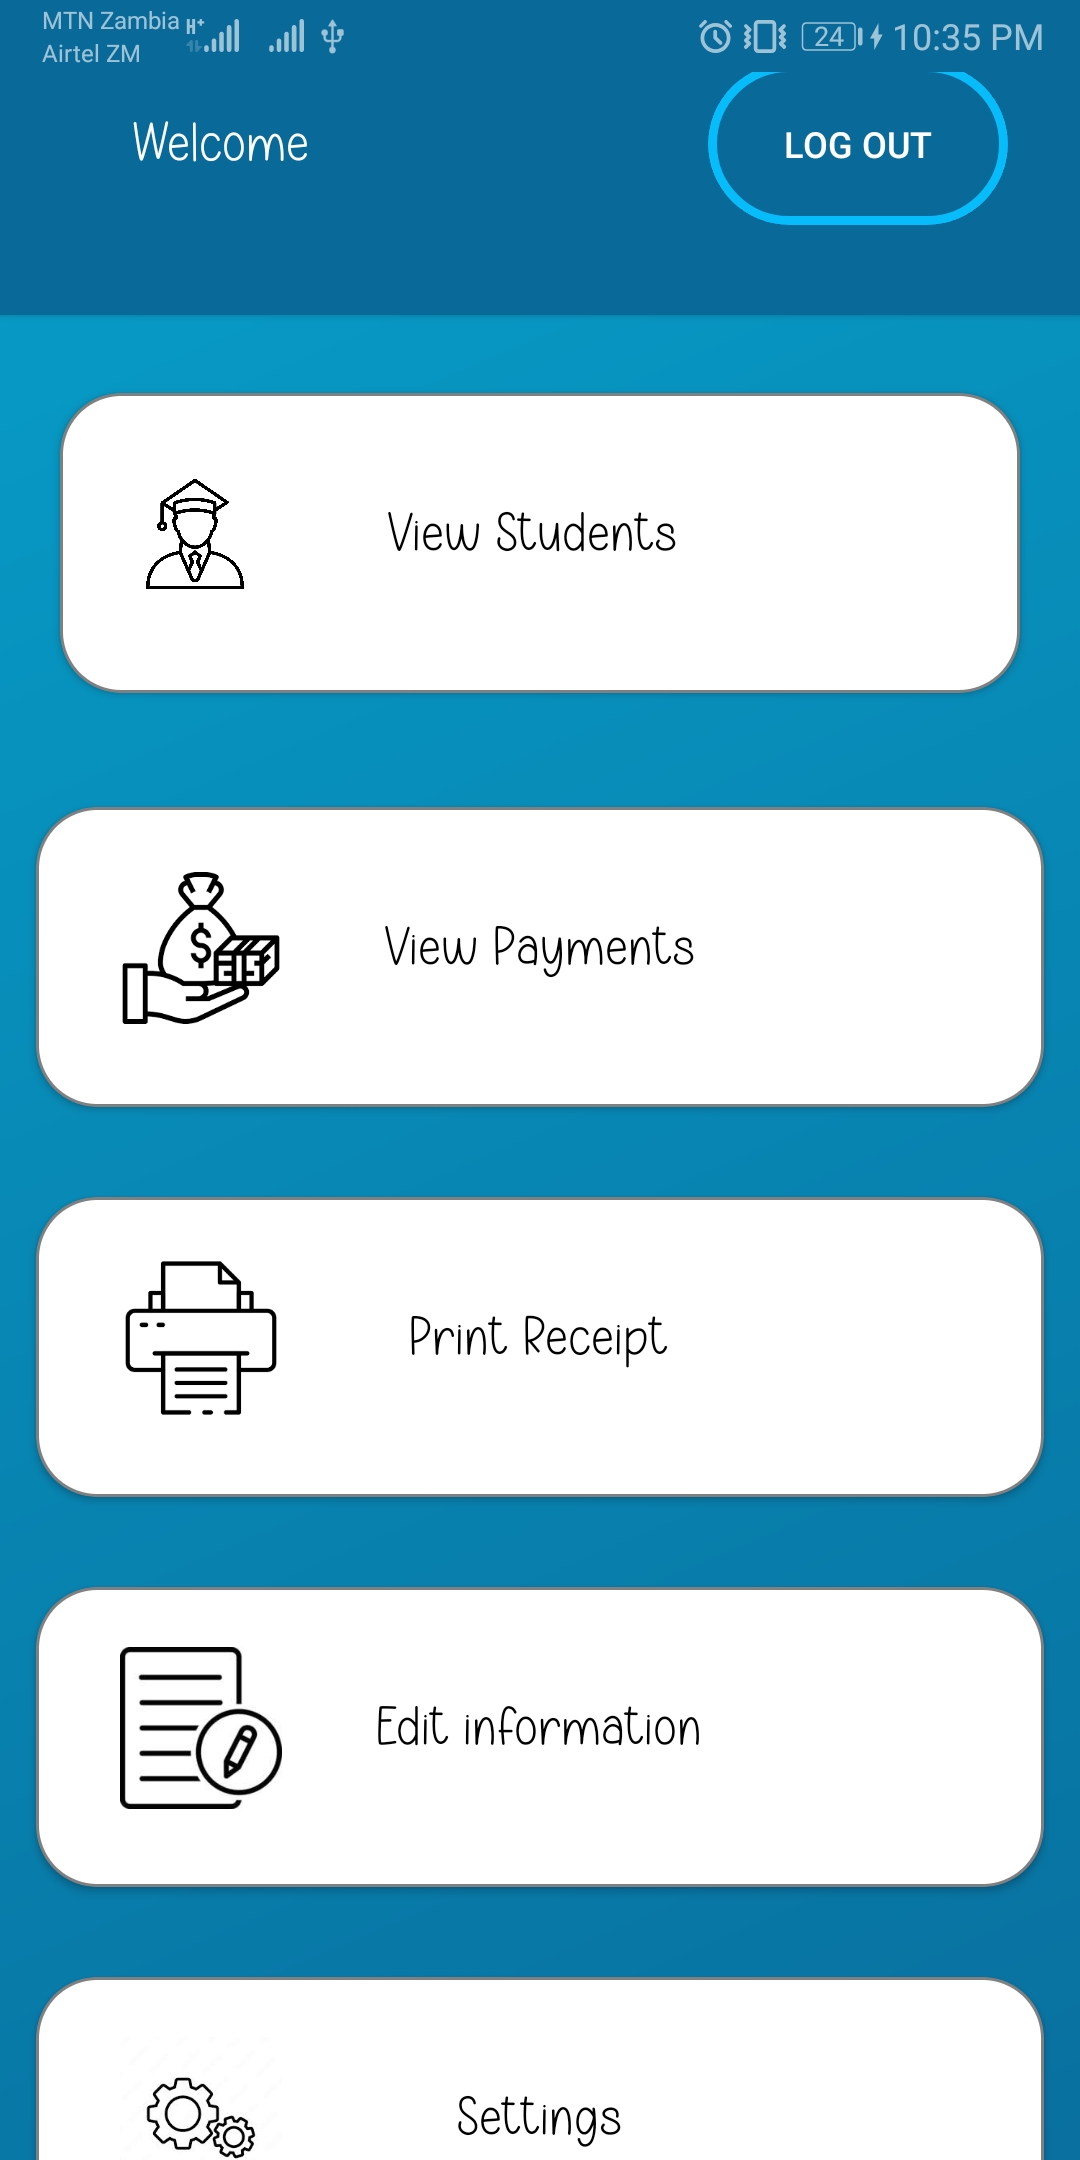 MTN Zambia H+
Airtel ZM
24 10:35 PM
Welcome
LOG OUT
View Students
$
View Payments
Print Receipt
Edit information
Settings